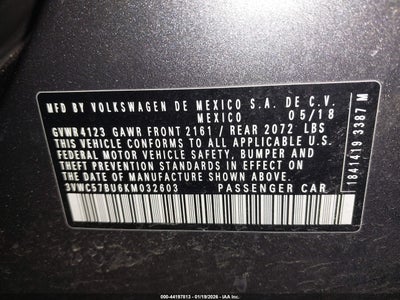 MFD BY VOLKSWAGEN DE MEXICO S.A. DE C.V.
MEXICO 05/18
GVWR4123 GAWR FRONT 2161 / REAR 2072 LBS
THIS VEHICLE CONFORMS TO ALL APPLICABLE U.S.
FEDERAL MOTOR VEHICLE SAFETY, BUMPER AND
THEFT PREVENTION STANDARDS IN EFFECT ON
THE DATE OF MANUFACTURE SHOWN ABOVE.
3VWC57BU6KM032603 PASSENGER CAR
1841419 3387 M
000-44197813 - 01/19/2026 - IAA Inc.